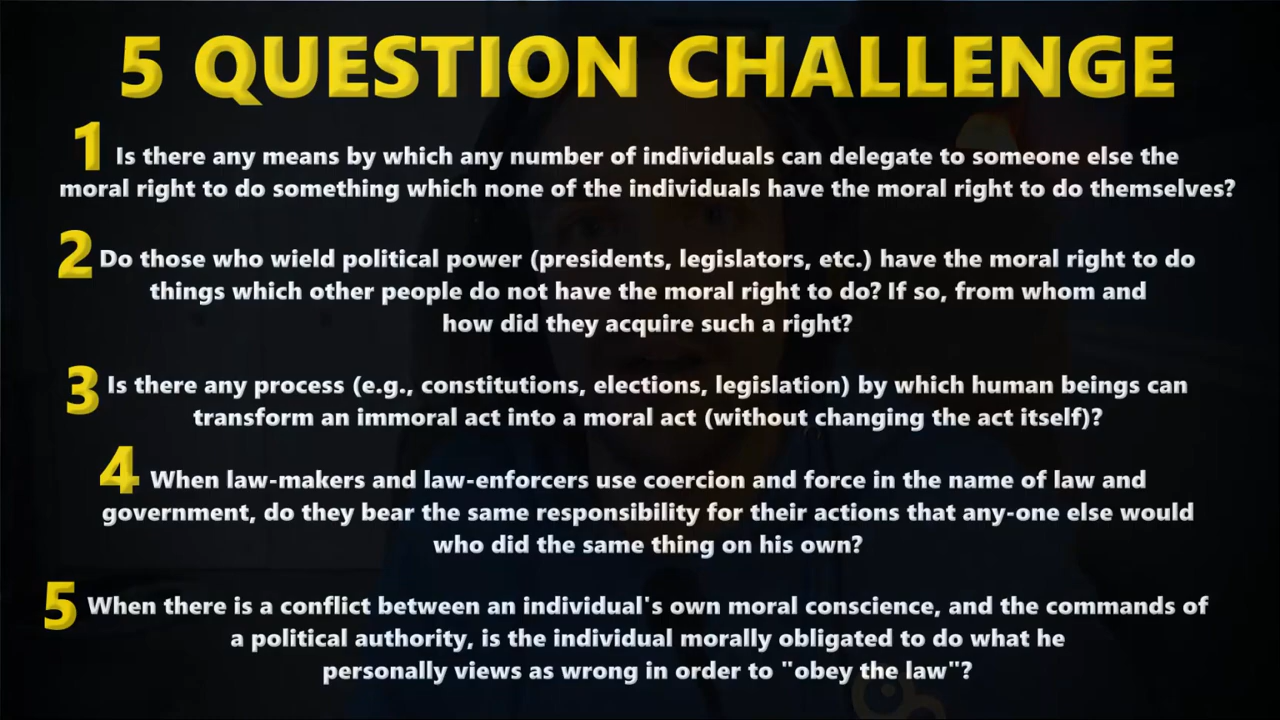 5 QUESTION CHALLENGE
1 Is there any means by which any number of individuals can delegate to someone else the
moral right to do something which none of the individuals have the moral right to do themselves?
2 Do those who wield political power (presidents, legislators, etc.) have the moral right to do
things which other people do not have the moral right to do? If so, from whom and
how did they acquire such a right?
3 Is there any process (e.g., constitutions, elections, legislation) by which human beings can
transform an immoral act into a moral act (without changing the act itself)?
4 When law-makers and law-enforcers use coercion and force in the name of law and
government, do they bear the same responsibility for their actions that any-one else would
who did the same thing on his own?
5 When there is a conflict between an individual's own moral conscience, and the commands of
a political authority, is the individual morally obligated to do what he
personally views as wrong in order to "obey the law"?